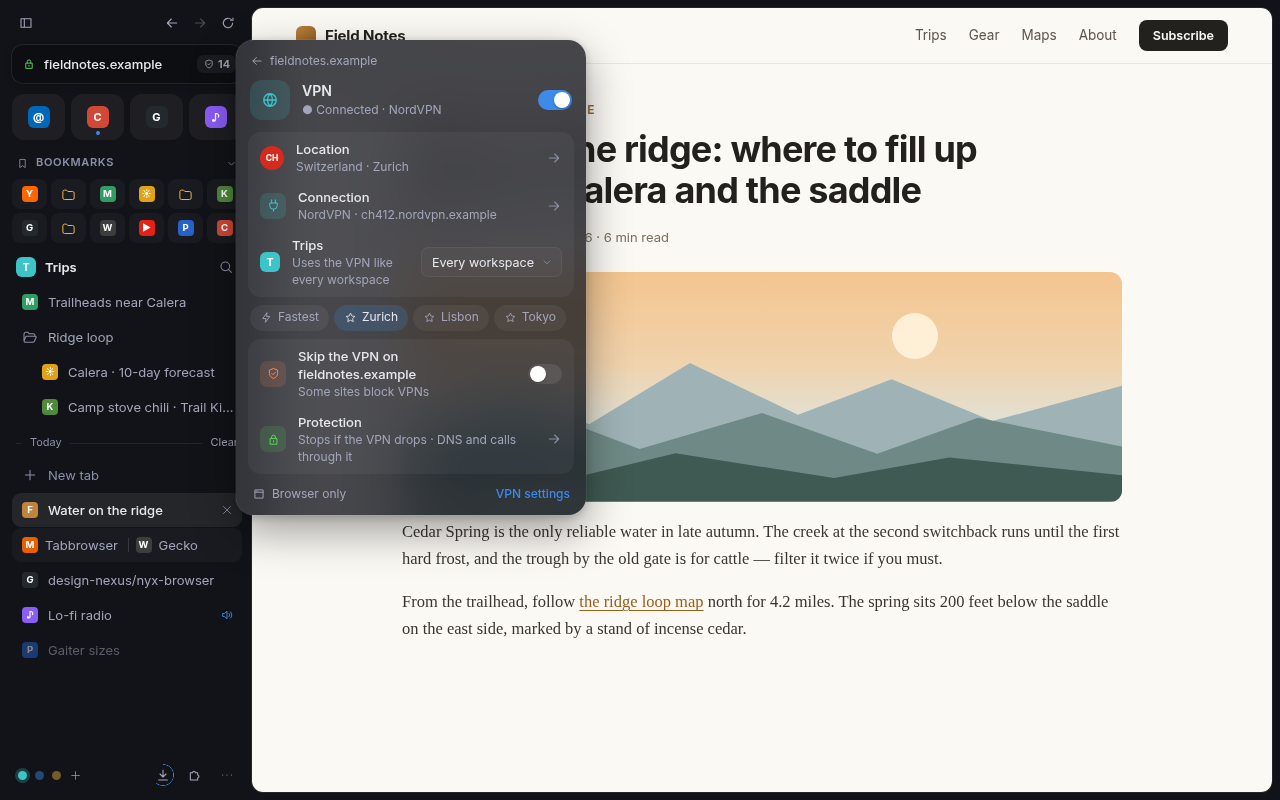 Field Notes
Trips
Gear
Maps
About
Subscribe
fieldnotes.example
14
@
C
G
BOOKMARKS
Y
M
K
G
W
P
C
T Trips
M Trailheads near Calera
Ridge loop
Calera · 10-day forecast
K Camp stove chili · Trail Ki...
Today
Clear
New tab
F Water on the ridge
M Tabbrowser
W Gecko
G design-nexus/nyx-browser
Lo-fi radio
P Gaiter sizes
fieldnotes.example
VPN
Connected · NordVPN
CH
Location
Switzerland · Zurich
Connection
NordVPN · ch412.nordvpn.example
T
Trips
Uses the VPN like
every workspace
Every workspace
Fastest
Zurich
Lisbon
Tokyo
Skip the VPN on
fieldnotes.example
Some sites block VPNs
Protection
Stops if the VPN drops · DNS and calls
through it
Browser only
VPN settings
E
ridge: where to fill up
and the saddle
6 · 6 min read
Cedar Spring is the only reliable water in late autumn. The creek at the second switchback runs until the first
hard frost, and the trough by the old gate is for cattle — filter it twice if you must.
From the trailhead, follow the ridge loop map north for 4.2 miles. The spring sits 200 feet below the saddle
on the east side, marked by a stand of incense cedar.